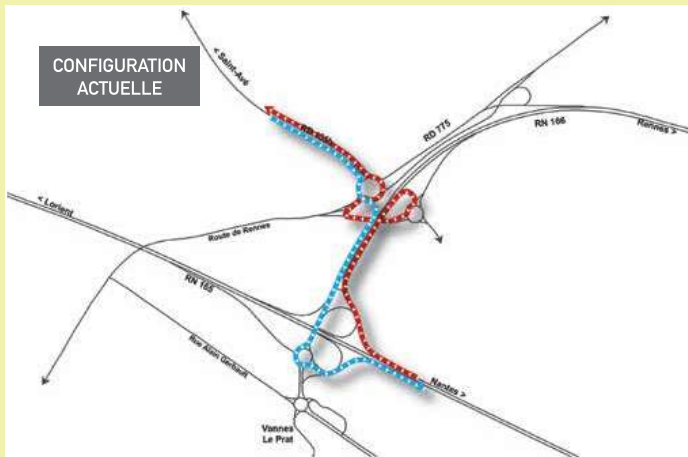 CONFIGURATION
ACTUELLE
< Saint-Avé
RD
RD 775
RN 166
Rennes >
< Lorient
Route de Rennes
RN 165
Rue Alain Gerbault
Nantes >
Vannes
Le Prat